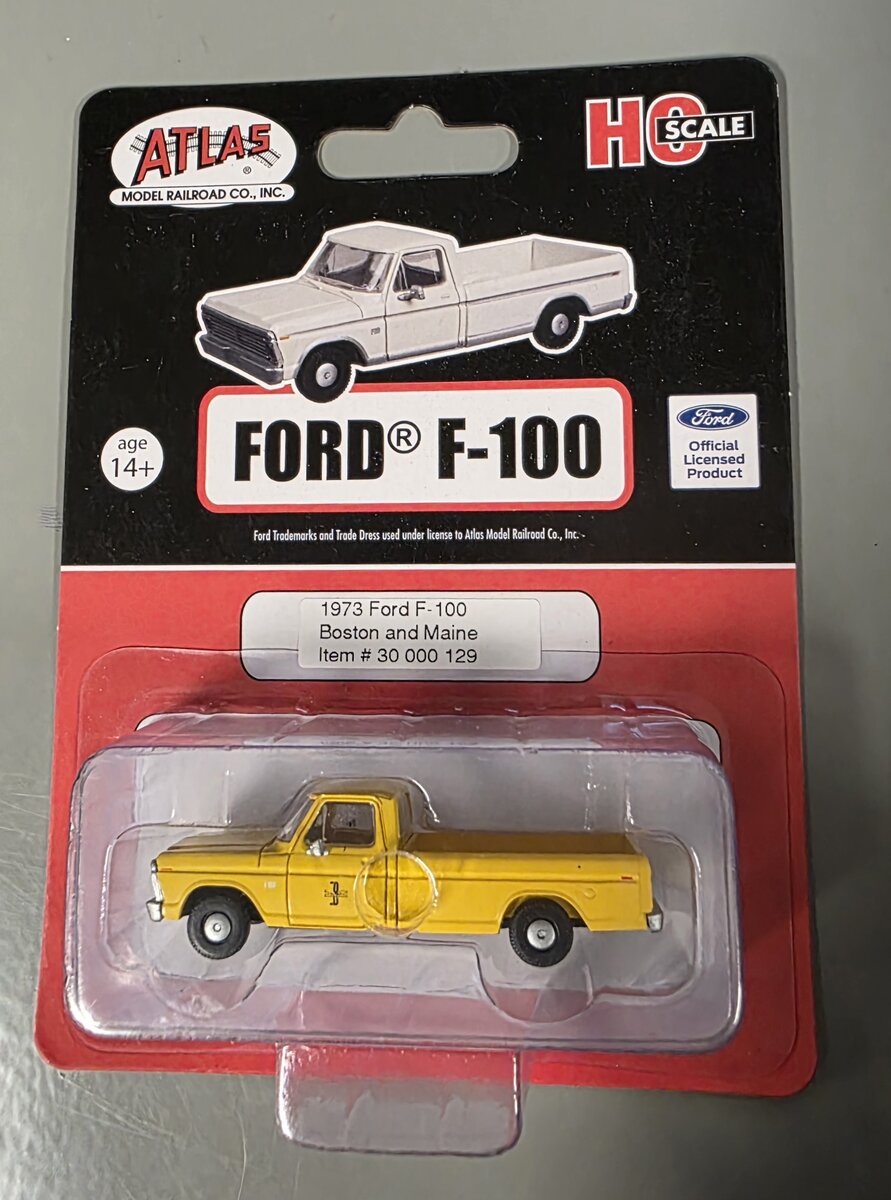 ATLAS®
MODEL RAILROAD CO., INC.
HO SCALE
FORD® F-100
age
14+
Ford
Official
Licensed
Product
Ford Trademarks and Trade Dress used under license to Atlas Model Railroad Co., Inc.
1973 Ford F-100
Boston and Maine
Item # 30 000 129